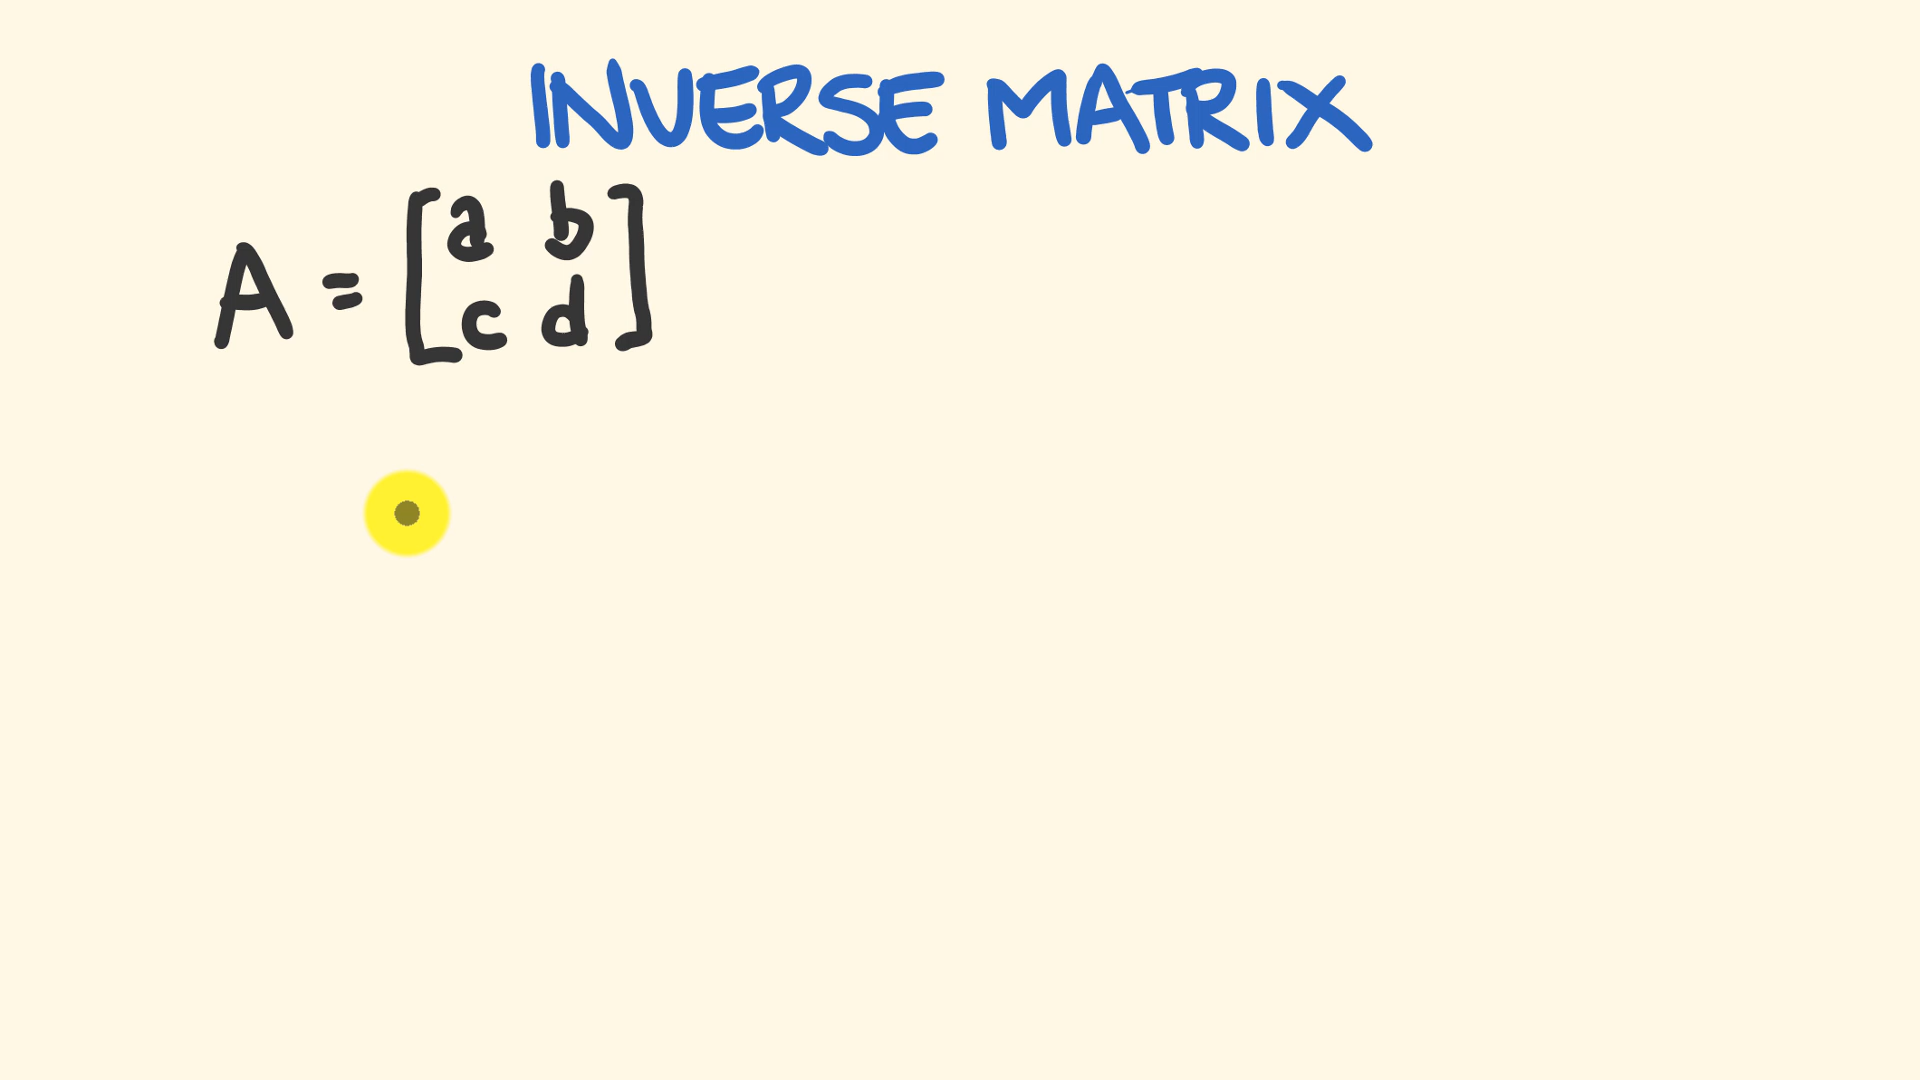 INVERSE MATRIX
A = [a b
c d]